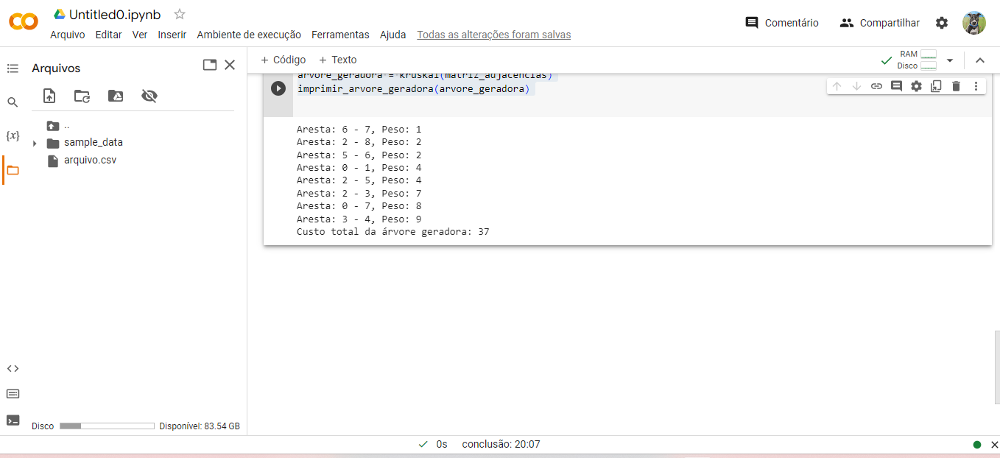 Untitled0.ipynb
Arquivo Editar Ver Inserir Ambiente de execução Ferramentas Ajuda Todas as alterações foram salvas
Comentário Compartilhar
Arquivos
+ Código + Texto
RAM
Disco
arvore_geradora = kruskal(matriz_adjacencias)
imprimir_arvore_geradora(arvore_geradora)
..
sample_data
arquivo.csv
{x}
Aresta: 6 - 7, Peso: 1
Aresta: 2 - 8, Peso: 2
Aresta: 5 - 6, Peso: 2
Aresta: 0 - 1, Peso: 4
Aresta: 2 - 5, Peso: 4
Aresta: 2 - 3, Peso: 7
Aresta: 0 - 7, Peso: 8
Aresta: 3 - 4, Peso: 9
Custo total da árvore geradora: 37
Disco Disponível: 83.54 GB
0s conclusão: 20:07